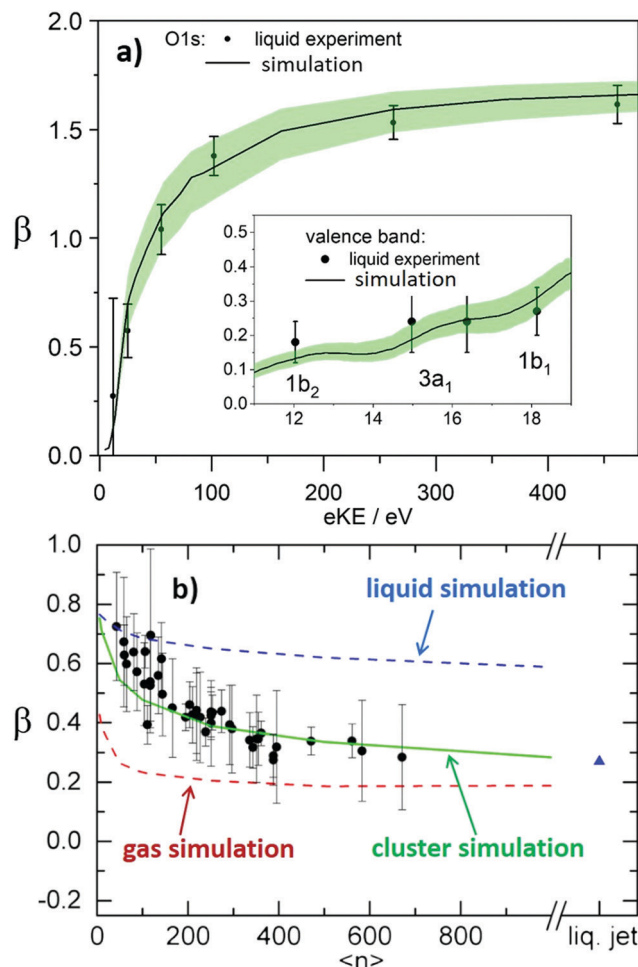 2.0
O1s: liquid experiment
a) simulation
1.5
β
1.0
0.5
0.0
0.5
valence band:
0.4
liquid experiment
simulation
0.3
0.2
0.1
1b₂ 3a₁ 1b₁
0.0
12 14 16 18
0 100 200 300 400
eKE / eV
1.0
b)
0.8
liquid simulation
0.6
β
0.4
0.2
gas simulation cluster simulation
0.0
-0.2
0 200 400 600 800 liq. jet
<n>